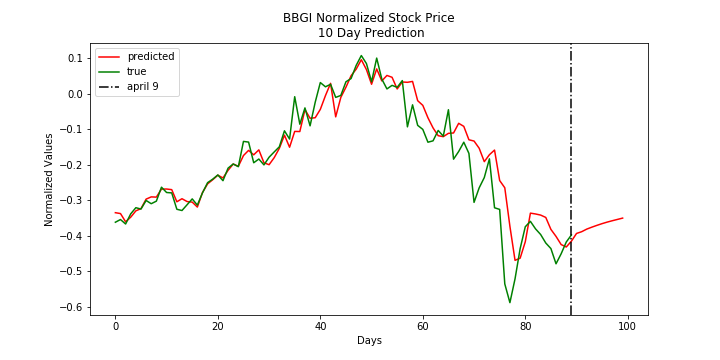 BBGI Normalized Stock Price
10 Day Prediction
predicted
true
april 9
Normalized Values
0.1
0.0
−0.1
−0.2
−0.3
−0.4
−0.5
−0.6
0 20 40 60 80 100
Days